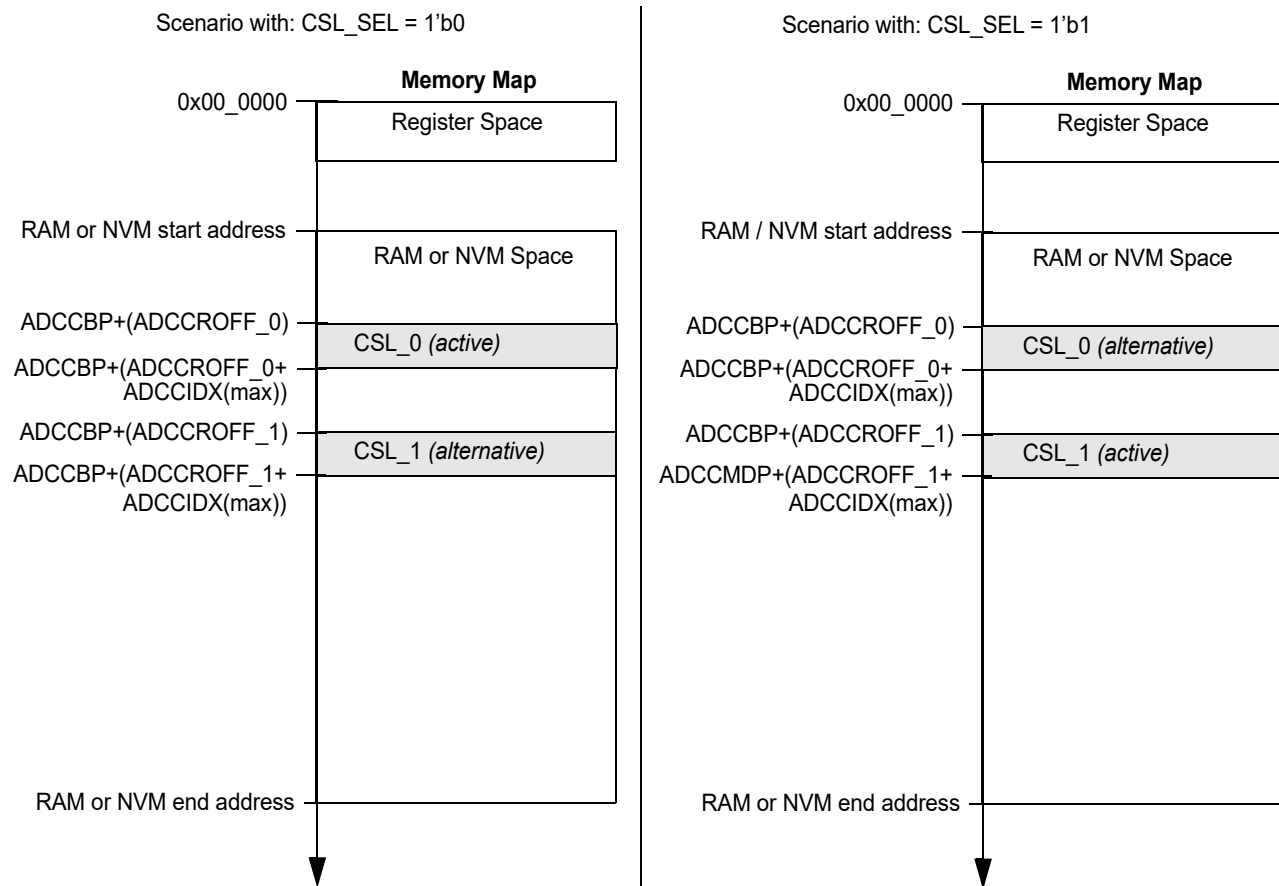 Scenario with: CSL_SEL = 1’b0
Memory Map
0x00_0000
Register Space
RAM or NVM start address
RAM or NVM Space
ADCCBP+(ADCCROFF_0)
CSL_0 (active)
ADCCBP+(ADCCROFF_0+
ADCCIDX(max))
ADCCBP+(ADCCROFF_1)
CSL_1 (alternative)
ADCCBP+(ADCCROFF_1+
ADCCIDX(max))
RAM or NVM end address
Scenario with: CSL_SEL = 1’b1
Memory Map
0x00_0000
Register Space
RAM / NVM start address
RAM or NVM Space
ADCCBP+(ADCCROFF_0)
CSL_0 (alternative)
ADCCBP+(ADCCROFF_0+
ADCCIDX(max))
ADCCBP+(ADCCROFF_1)
CSL_1 (active)
ADCCMDP+(ADCCROFF_1+
ADCCIDX(max))
RAM or NVM end address